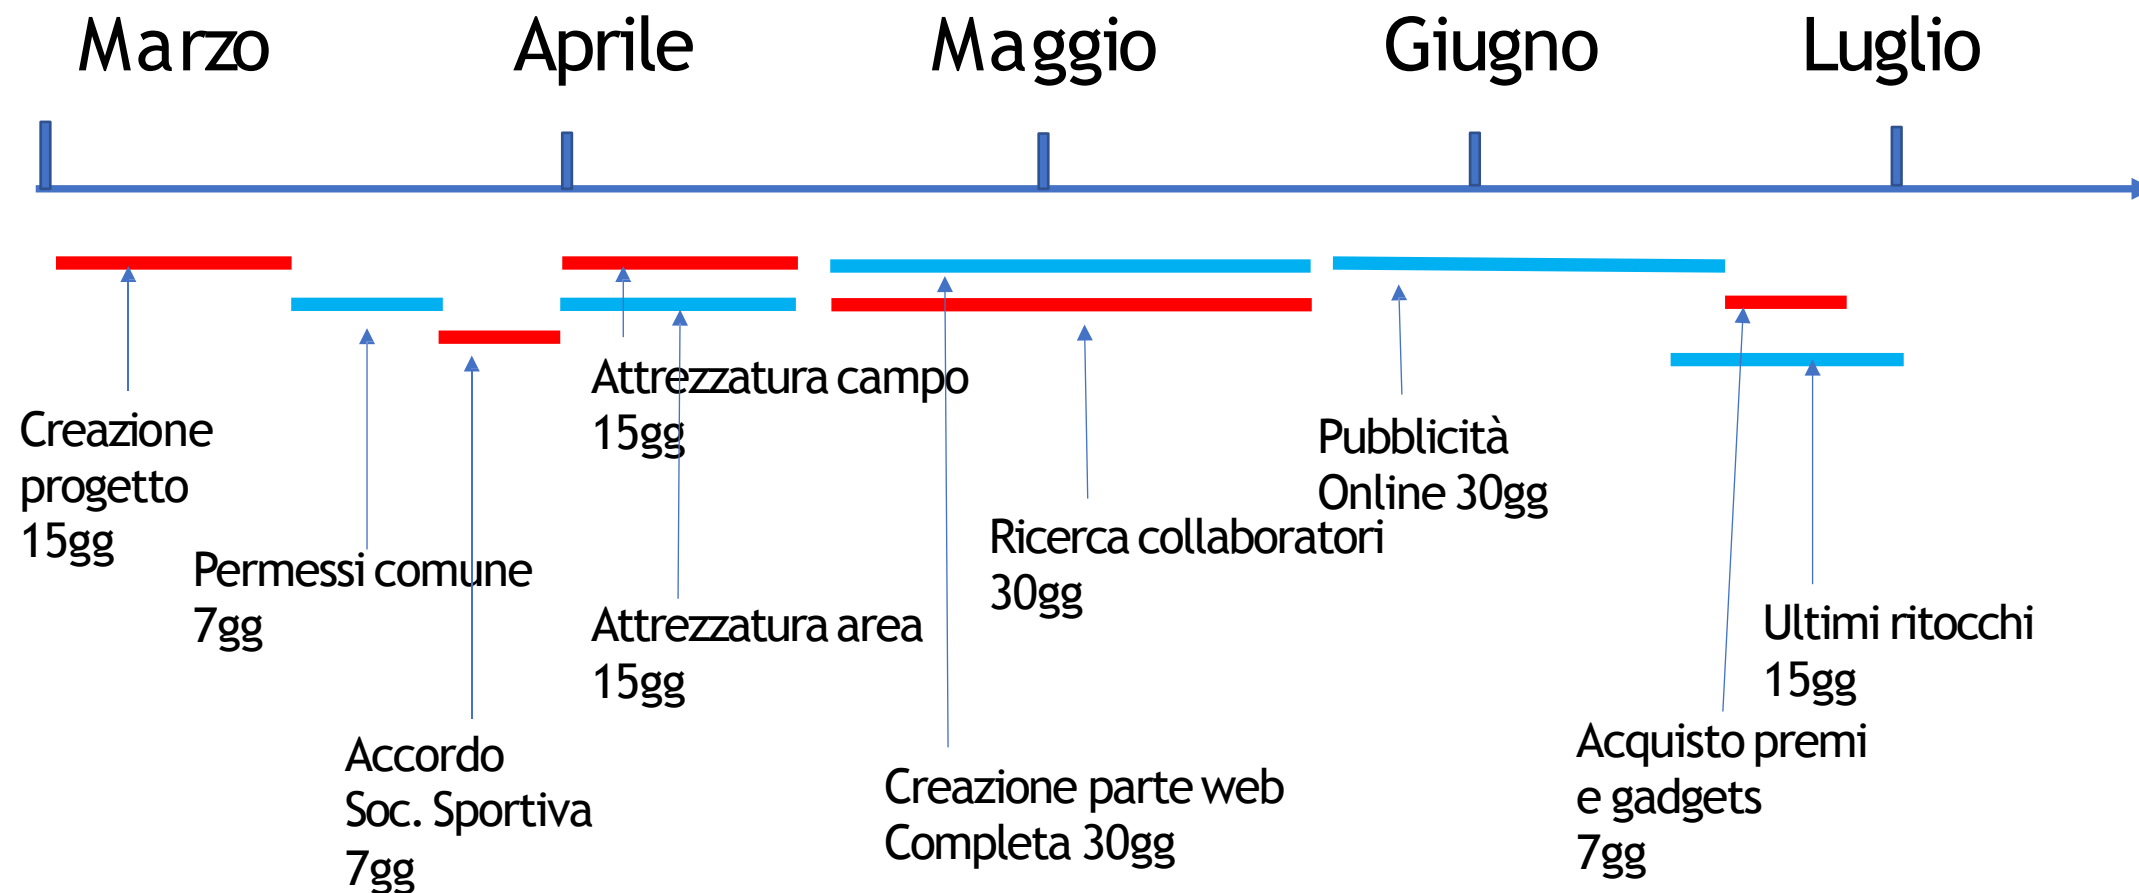 Marzo Aprile Maggio Giugno Luglio
Creazione
progetto
15gg
Permessi comune
7gg
Accordo
Soc. Sportiva
7gg
Attrezzatura campo
15gg
Attrezzatura area
15gg
Creazione parte web
Completa 30gg
Ricerca collaboratori
30gg
Pubblicità
Online 30gg
Acquisto premi
e gadgets
7gg
Ultimi ritocchi
15gg